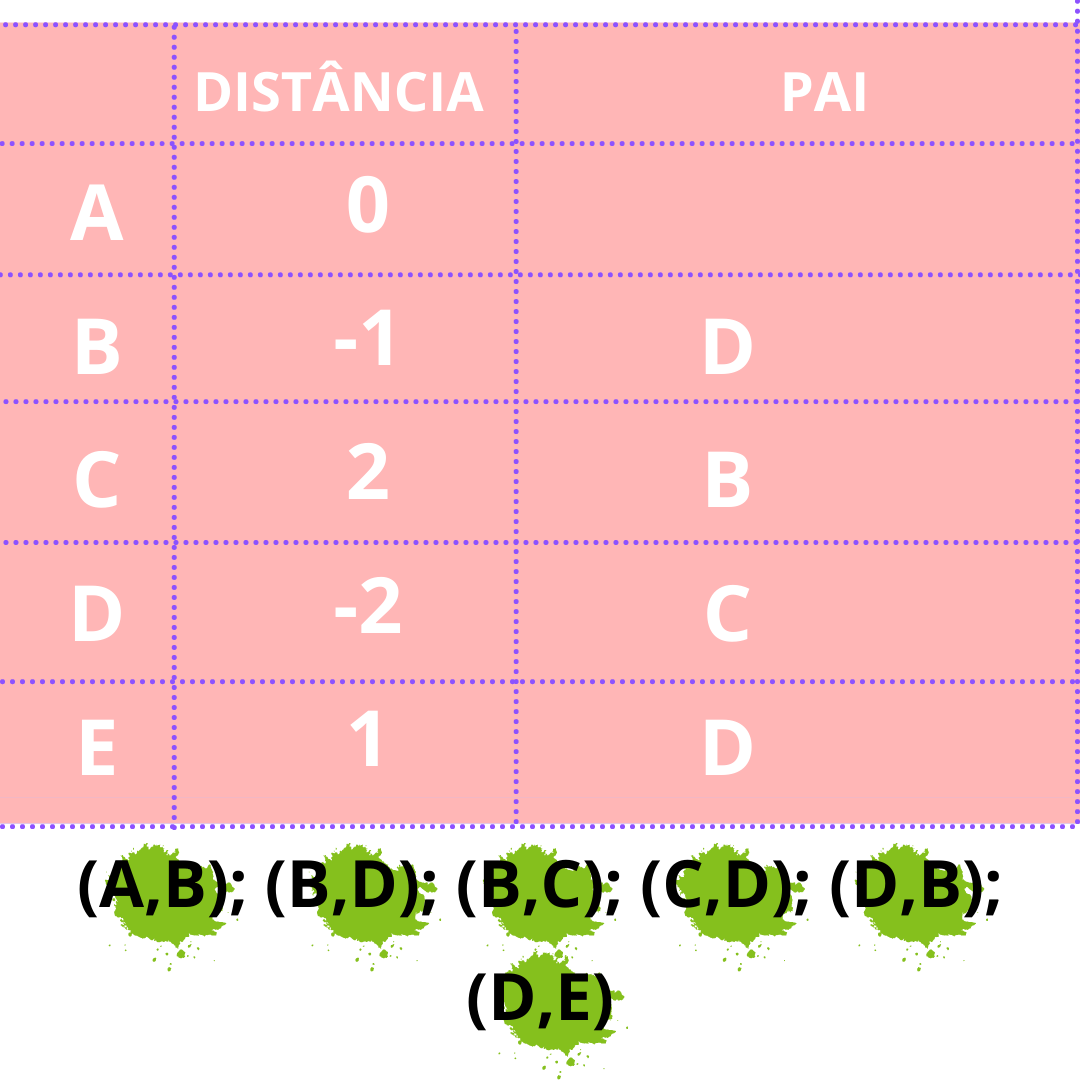 DISTÂNCIA PAI
A 0
B -1 D
C 2 B
D -2 C
E 1 D
(A,B); (B,D); (B,C); (C,D); (D,B);
(D,E)